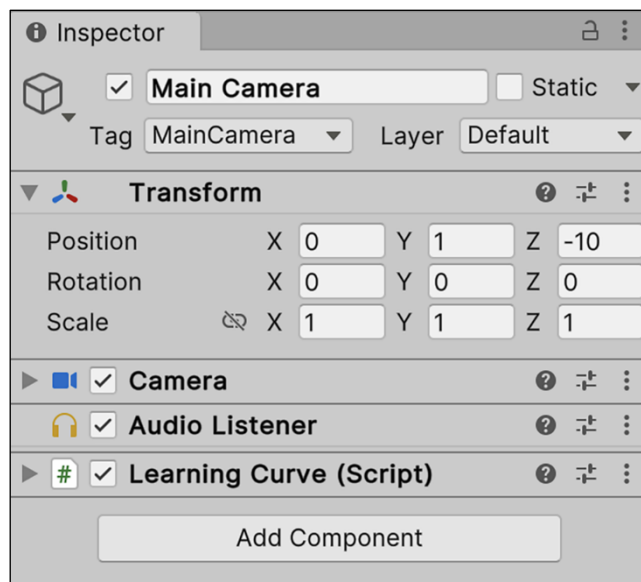 Inspector
Main Camera Static
Tag MainCamera Layer Default
Transform
Position X 0 Y 1 Z -10
Rotation X 0 Y 0 Z 0
Scale X 1 Y 1 Z 1
Camera
Audio Listener
# Learning Curve (Script)
Add Component